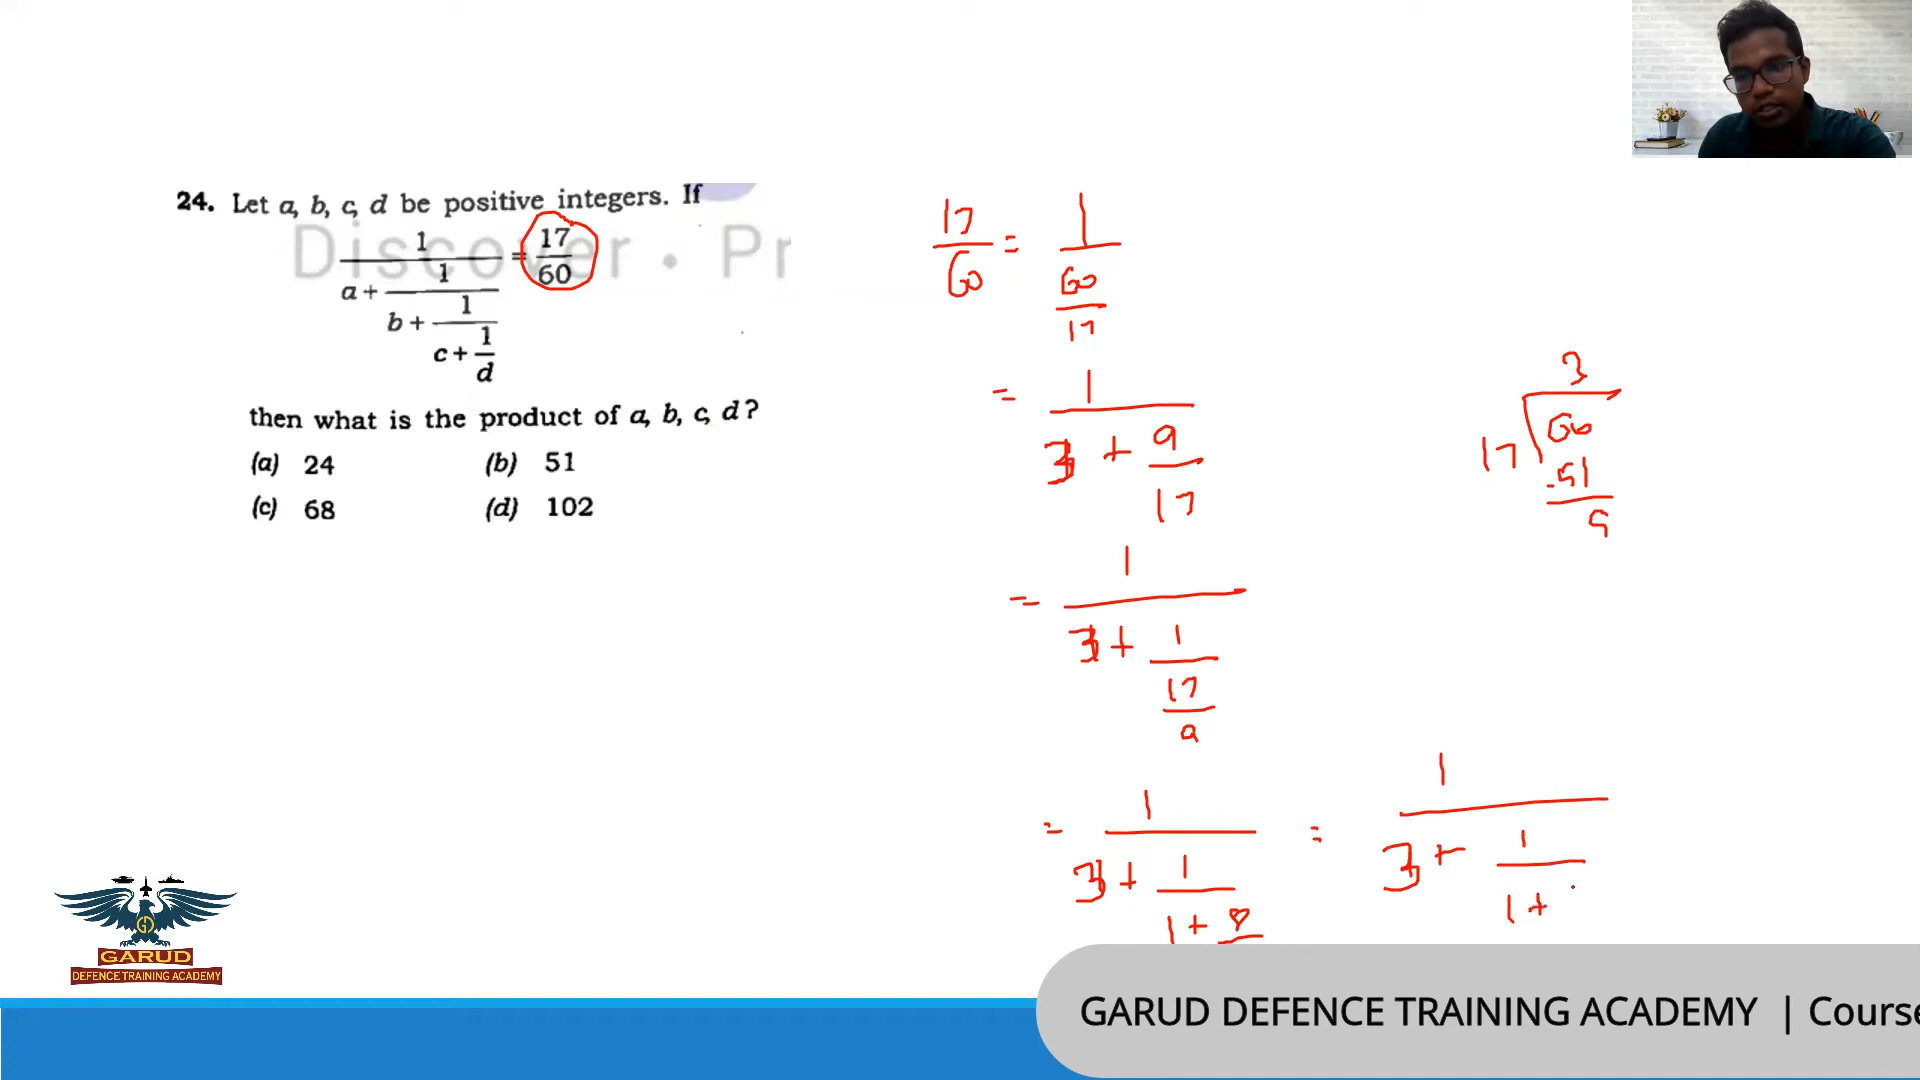 24. Let a, b, c, d be positive integers. If
Discover • Pr
1
a +
1
b +
1
c +
1
d
= 17
60
then what is the product of a, b, c, d?
(a) 24 (b) 51
(c) 68 (d) 102
17
60
=
1
60
17
=
1
3 + 9
17
3
17 60
- 51
9
=
1
3 + 1
17
9
=
1
3 + 1
1 + 8
=
1
3 + 1
1 +
GD
GARUD
DEFENCE TRAINING ACADEMY
GARUD DEFENCE TRAINING ACADEMY | Course